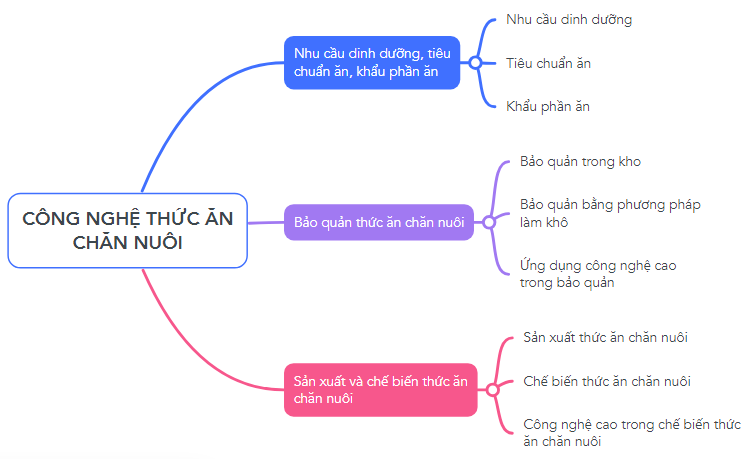 CÔNG NGHỆ THỨC ĂN
CHĂN NUÔI
Nhu cầu dinh dưỡng, tiêu
chuẩn ăn, khẩu phần ăn
Nhu cầu dinh dưỡng
Tiêu chuẩn ăn
Khẩu phần ăn
Bảo quản thức ăn chăn nuôi
Bảo quản trong kho
Bảo quản bằng phương pháp
làm khô
Ứng dụng công nghệ cao
trong bảo quản
Sản xuất và chế biến thức ăn
chăn nuôi
Sản xuất thức ăn chăn nuôi
Chế biến thức ăn chăn nuôi
Công nghệ cao trong chế biến thức
ăn chăn nuôi